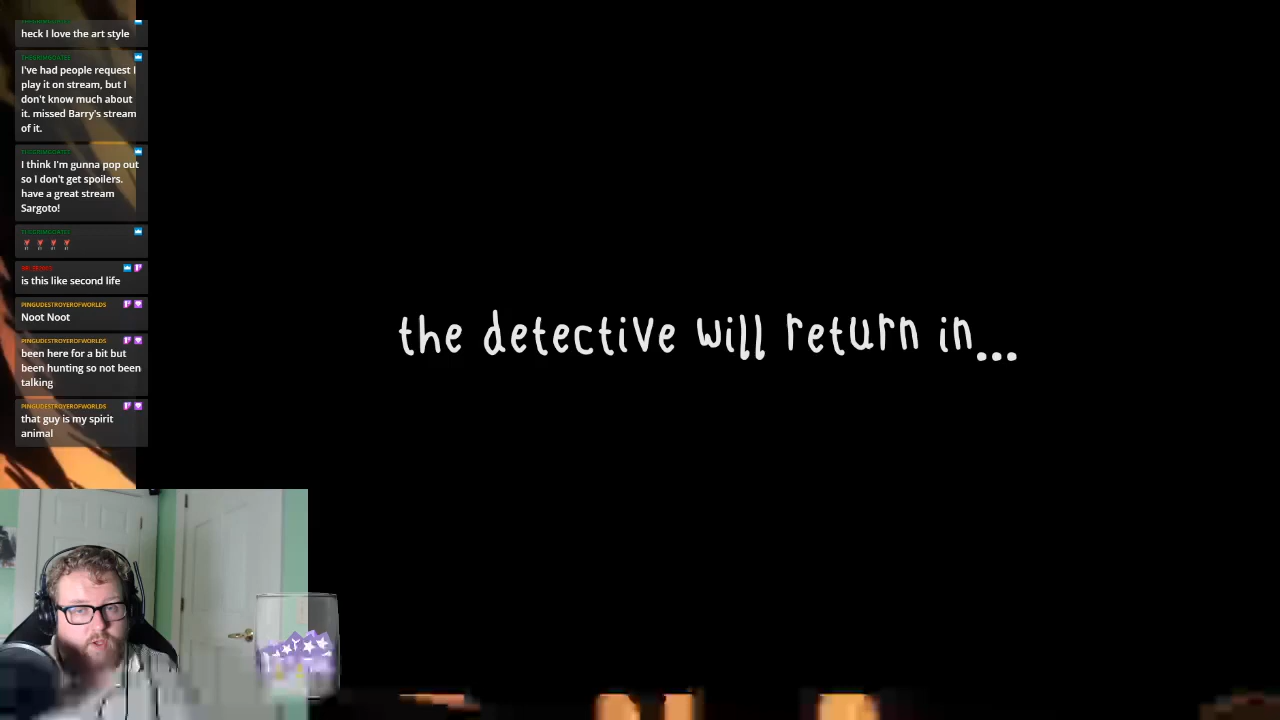 heck I love the art style
I've had people request I
play it on stream, but I
don't know much about
it. missed Barry's stream
of it.
I think I'm gunna pop out
so I don't get spoilers.
have a great stream
Sargoto!
is this like second life
PINGUDESTROYEROFWORLDS
Noot Noot
PINGUDESTROYEROFWORLDS
been here for a bit but
been hunting so not been
talking
PINGUDESTROYEROFWORLDS
that guy is my spirit
animal
the detective will return in...